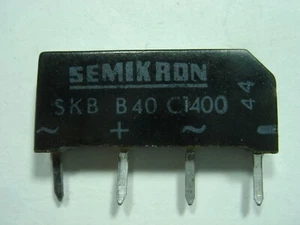 SEMIKRON
SKB B40 C1400
~ + ~ -
44